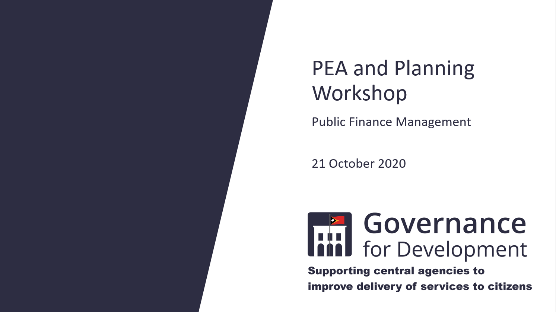 PEA and Planning
Workshop
Public Finance Management
21 October 2020
Governance
for Development
Supporting central agencies to
improve delivery of services to citizens